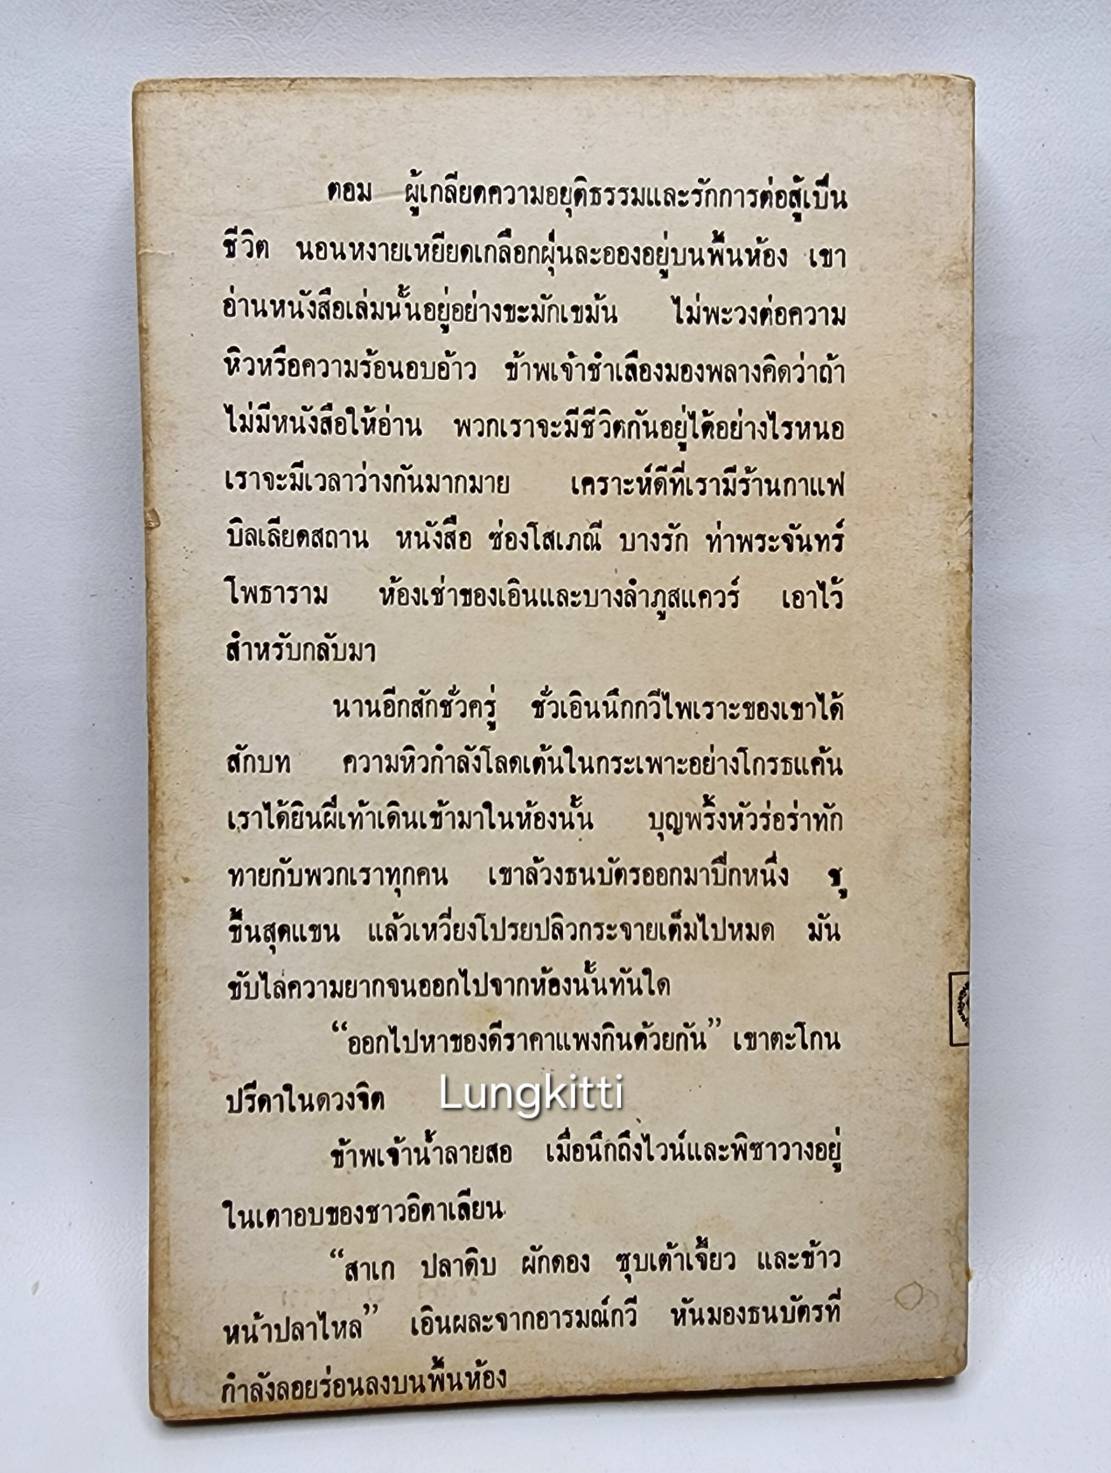 ตอม ผู้เกลียดความอยุติธรรมและรักการต่อสู้เป็น
ชีวิต นอนหงายเหยียดเกลือกผุ่นละอองอยู่บนพื้นห้อง เขา
อ่านหนังสือเล่มนั้นอยู่อย่างขะมักเขม้น ไม่พะวงต่อความ
หิวหรือความร้อนอบอ้าว ข้าพเจ้าชำเลืองมองพลางคิดว่าถ้า
ไม่มีหนังสือให้อ่าน พวกเราจะมีชีวิตกันอยู่ได้อย่างไรหนอ
เราจะมีเวลาว่างกันมากมาย เคราะห์ดีที่เรามีร้านกาแฟ
บิลเลียดสถาน หนังสือ ซ่องโสเภณี บางรัก ท่าพระจันทร์
โพธาราม ห้องเช่าของเอินและบางลำภูสแควร์ เอาไว้
สำหรับกลับมา
นานอีกสักชั่วครู่ ชั่วเอินนึกกวีไพเราะของเขาได้
สักบท ความหิวกำลังโลดเต้นในกระเพาะอย่างโกรธแค้น
เราได้ยินฝีเท้าเดินเข้ามาในห้องนั้น บุญพริ้งหัวร่อร่าทัก
ทายกับพวกเราทุกคน เขาล้วงธนบัตรออกมาปึกหนึ่ง ชู
ขึ้นสุดแขน แล้วเหวี่ยงโปรยปลิวกระจายเต็มไปหมด มัน
ขับไล่ความยากจนออกไปจากห้องนั้นทันใด
“ออกไปหาของดีราคาแพงกินด้วยกัน” เขาตะโกน
ปรีดาในดวงจิต
Lungkitti
ข้าพเจ้าน้ำลายสอ เมื่อนึกถึงไวน์และพิซาวางอยู่
ในเตาอบของชาวอิตาเลียน
“สาเก ปลาดิบ ผักดอง ซุบเต้าเจี้ยว และข้าว
หน้าปลาไหล” เอินผละจากอารมณ์กวี หันมองธนบัตรที่
กำลังลอยร่อนลงบนพื้นห้อง